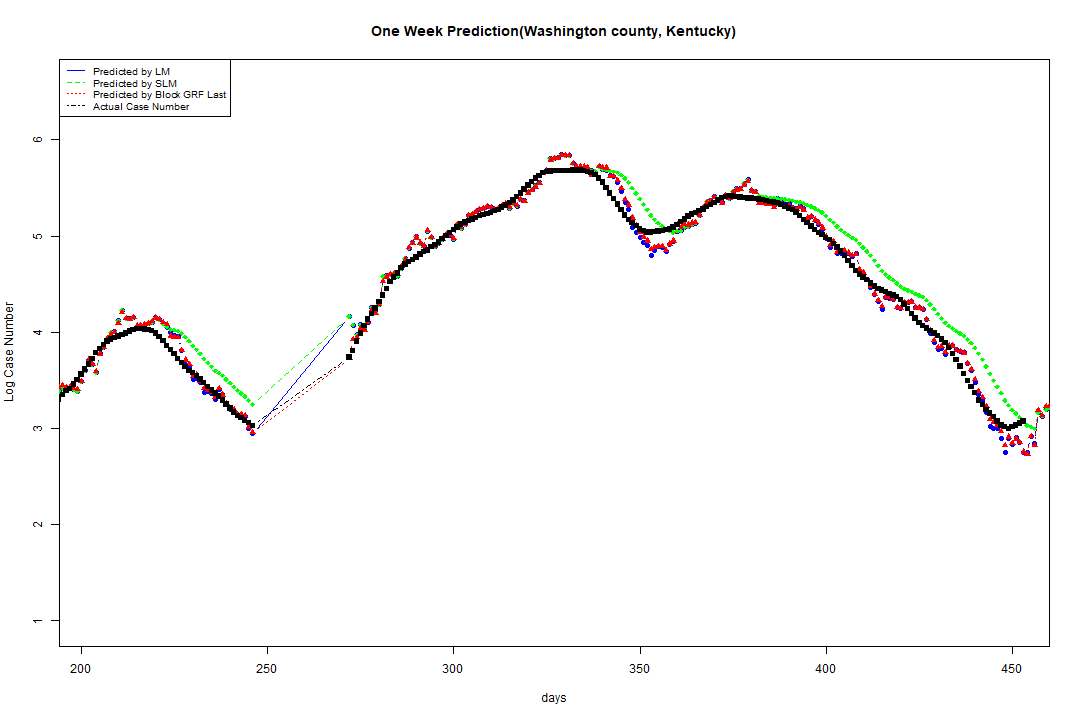 One Week Prediction(Washington county, Kentucky)
Predicted by LM
Predicted by SLM
Predicted by Block GRF Last
Actual Case Number
6
5
4
3
2
1
Log Case Number
200 250 300 350 400 450
days